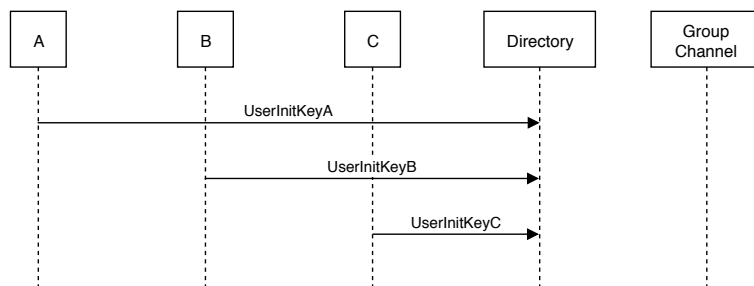 A
B
C
Directory
Group
Channel
UserInitKeyA
UserInitKeyB
UserInitKeyC